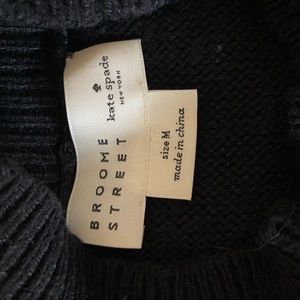 kate spade
NEW YORK
BROOME
STREET
size M
made in china